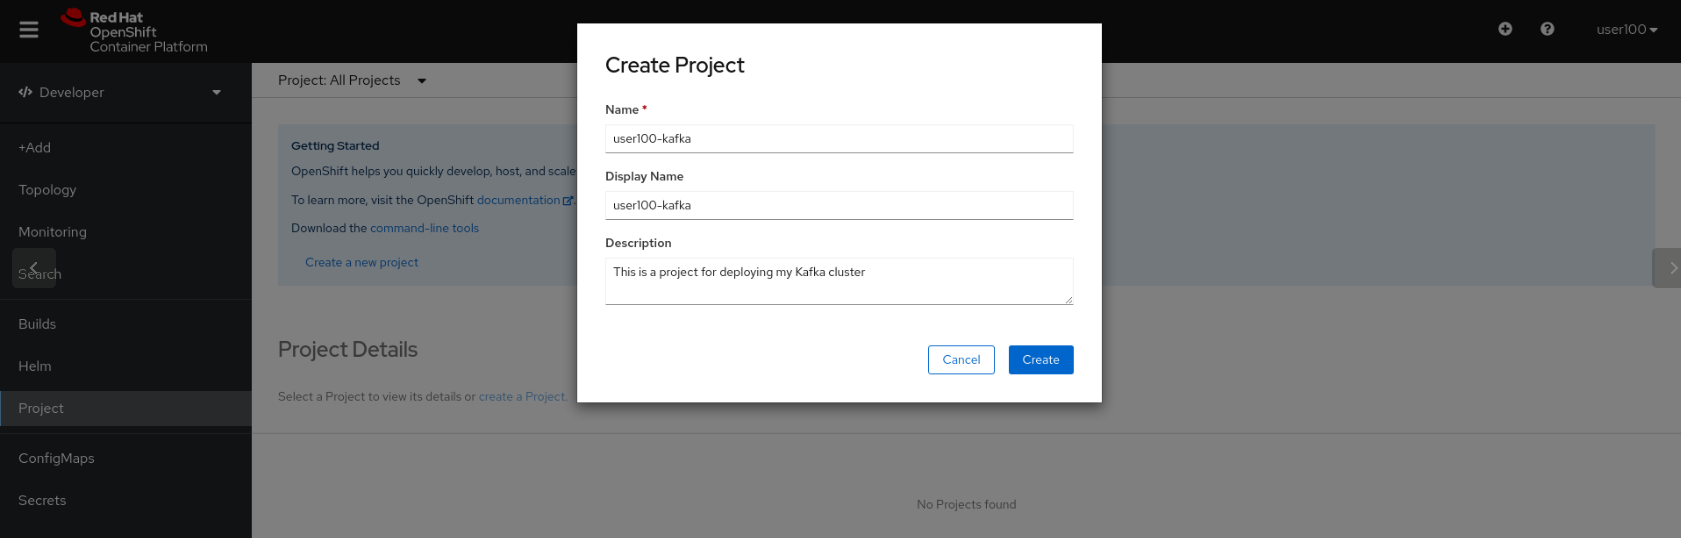 Red Hat
OpenShift
Container Platform
user100
Developer
+Add
Topology
Monitoring
Search
Builds
Helm
Project
ConfigMaps
Secrets
Project: All Projects
Getting Started
OpenShift helps you quickly develop, host, and scale
To learn more, visit the OpenShift documentation.
Download the command-line tools
Create a new project
Project Details
Select a Project to view its details or create a Project.
No Projects found
Create Project
Name *
user100-kafka
Display Name
user100-kafka
Description
This is a project for deploying my Kafka cluster
Cancel Create